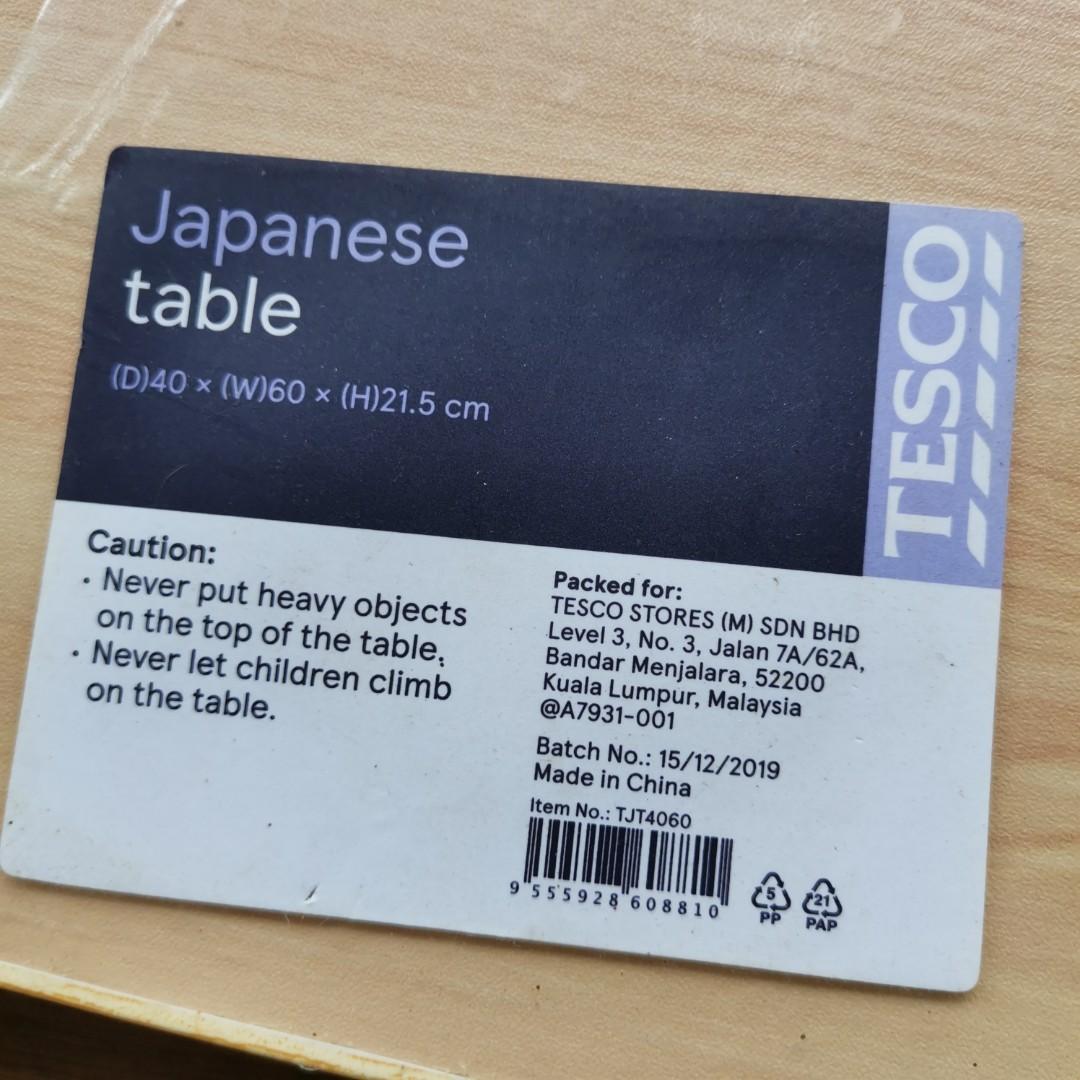 Japanese
table
(D)40 × (W)60 × (H)21.5 cm
TESCO
Caution:
· Never put heavy objects
on the top of the table.
· Never let children climb
on the table.
Packed for:
TESCO STORES (M) SDN BHD
Level 3, No. 3, Jalan 7A/62A,
Bandar Menjalara, 52200
Kuala Lumpur, Malaysia
@A7931-001
Batch No.: 15/12/2019
Made in China
Item No.: TJT4060
9 555928 608810
5
PP
21
PAP